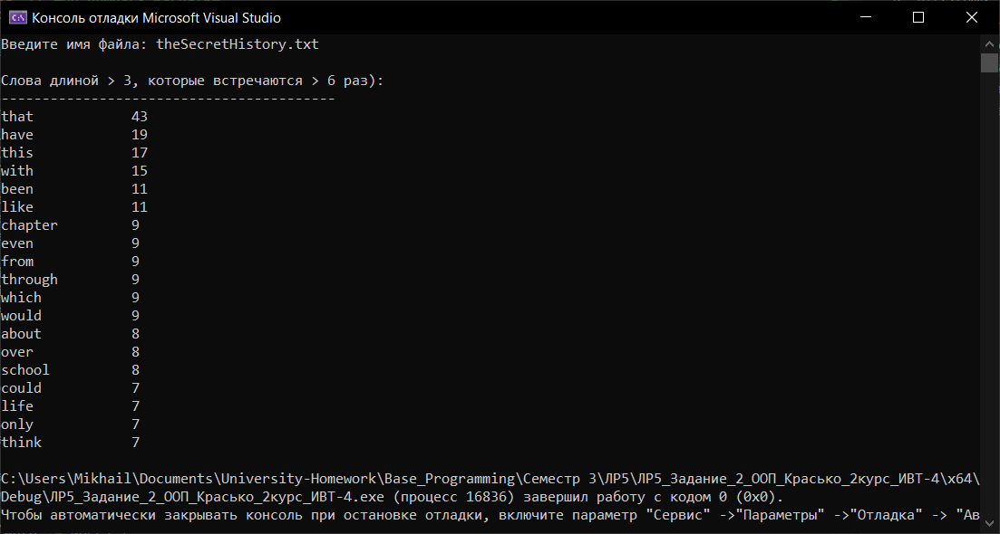 Консоль отладки Microsoft Visual Studio
Введите имя файла: theSecretHistory.txt
Слова длиной > 3, которые встречаются > 6 раз):
-----------------------------------------
that 43
have 19
this 17
with 15
been 11
like 11
chapter 9
even 9
from 9
through 9
which 9
would 9
about 8
over 8
school 8
could 7
life 7
only 7
think 7
C:\Users\Mikhail\Documents\University-Homework\Base_Programming\Семестр 3\ЛР5\ЛР5_Задание_2_ООП_Красько_2курс_ИВТ-4\x64\
Debug\ЛР5_Задание_2_ООП_Красько_2курс_ИВТ-4.exe (процесс 16836) завершил работу с кодом 0 (0x0).
Чтобы автоматически закрывать консоль при остановке отладки, включите параметр "Сервис" ->"Параметры" ->"Отладка" -> "Ав